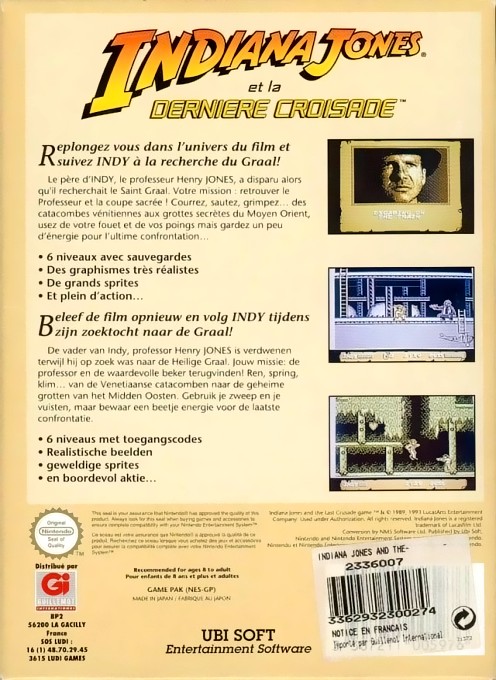 INDIANA JONES
et la
DERNIERE CROISADE™
Replongez vous dans l'univers du film et
suivez INDY à la recherche du Graal!
Le père d'INDY, le professeur Henry JONES, a disparu alors
qu'il recherchait le Saint Graal. Votre mission : retrouver le
Professeur et la coupe sacrée ! Courrez, sautez, grimpez... des
catacombes vénitiennes aux grottes secrètes du Moyen Orient,
usez de votre fouet et de vos poings mais gardez un peu
d'énergie pour l'ultime confrontation...
• 6 niveaux avec sauvegardes
• Des graphismes très réalistes
• De grands sprites
• Et plein d'action...
Beleef de film opnieuw en volg INDY tijdens
zijn zoektocht naar de Graal!
De vader van Indy, professor Henry JONES is verdwenen
terwijl hij op zoek was naar de Heilige Graal. Jouw missie: de
professor en de waardevolle beker terugvinden! Ren, spring,
klim... van de Venetiaanse catacomben naar de geheime
grotten van het Midden Oosten. Gebruik je zweep en je
vuisten, maar bewaar een beetje energie voor de laatste
confrontatie.
• 6 niveaus met toegangscodes
• Realistische beelden
• geweldige sprites
• en boordevol aktie...
Original
Nintendo
Seal of
Quality
TM
This seal is your assurance that Nintendo® has approved the quality of this
product. Always look for this seal when buying games and accessories to
ensure complete compatibility with your Nintendo Entertainment System™.
Ce sceau est votre assurance que Nintendo® a approuvé la qualité de ce
produit. Recherchez ce sceau lorsque vous achetez des jeux et accessoires
pour assurer la compatibilité complète avec votre Nintendo Entertainment
System™.
Indiana Jones and the Last Crusade game ™ & © 1989, 1993 LucasArts Entertainment
Company. Used under Authorization. All rights reserved. Indiana Jones is a registered
trademark of Lucasfilm Ltd.
Conversion by NMS Software Ltd. Published by Ubi Soft.
Distribué par
Gi
GUILLEMOT
INTERNATIONAL
BP2
56200 LA GACILLY
France
SOS LUDI :
16 (1) 48.70.29.45
3615 LUDI GAMES
Recommended for ages 8 to adult
Pour enfants de 8 ans et plus et adultes
GAME PAK (NES-GP)
MADE IN JAPAN / FABRIQUE AU JAPON
UBI SOFT
Entertainment Software
INDIANA JONES AND THE-
2336007
3362932300274
NOTICE EN FRANCAIS
Importé par Guillemot International